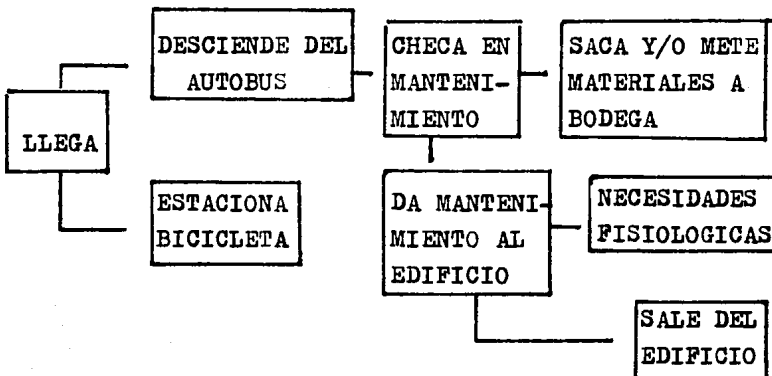 LLEGA
DESCIENDE DEL
AUTOBUS
ESTACIONA
BICICLETA
CHECA EN
MANTENI-
MIENTO
SACA Y/O METE
MATERIALES A
BODEGA
DA MANTENI-
MIENTO AL
EDIFICIO
NECESIDADES
FISIOLOGICAS
SALE DEL
EDIFICIO